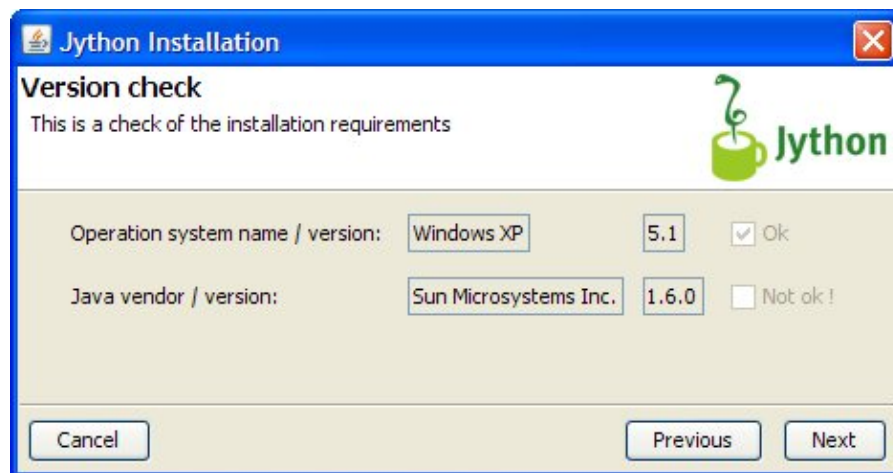 Jython Installation
Version check
This is a check of the installation requirements
Jython
Operation system name / version: Windows XP 5.1 Ok
Java vendor / version: Sun Microsystems Inc. 1.6.0 Not ok !
Cancel Previous Next